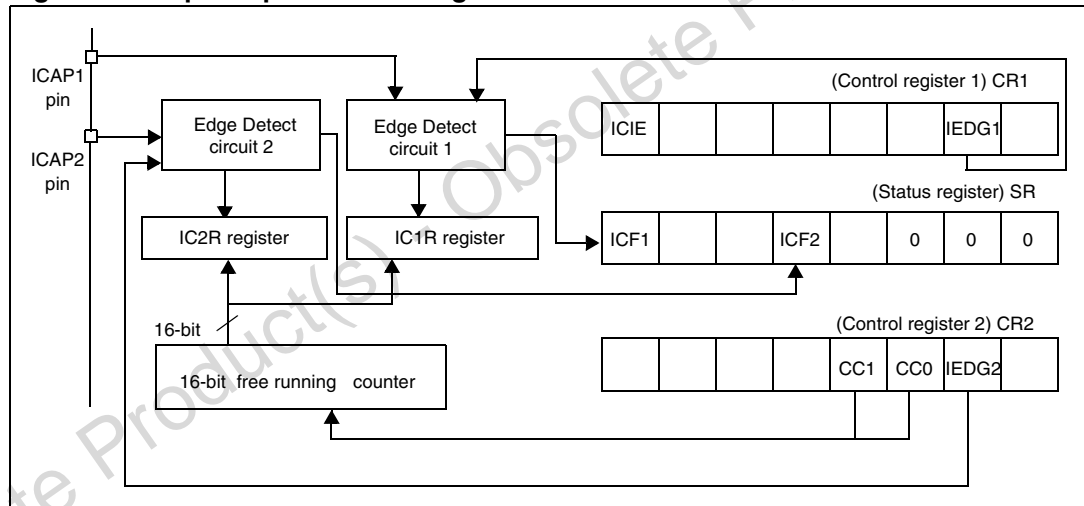 ICAP1
pin
ICAP2
pin
Edge Detect
circuit 2
Edge Detect
circuit 1
IC2R register
IC1R register
16-bit
16-bit free running counter
(Control register 1) CR1
ICIE IEDG1
(Status register) SR
ICF1 ICF2 0 0 0
(Control register 2) CR2
CC1 CC0 IEDG2
Product(s) - Obsolete